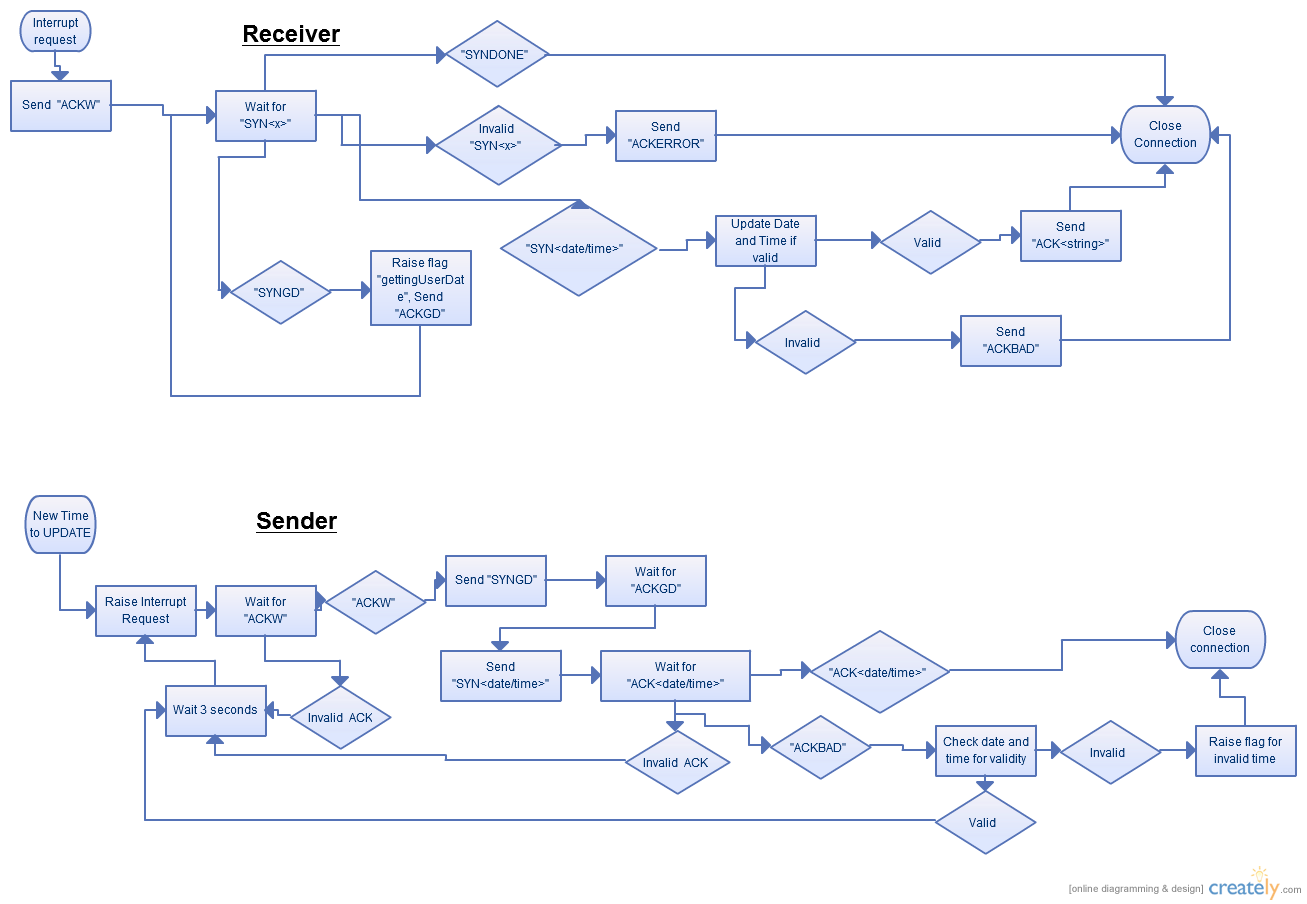 Receiver
Interrupt
request
Send "ACKW"
Wait for
"SYN<x>"
"SYNDONE"
Invalid
"SYN<x>"
Send
"ACKERROR"
Close
Connection
"SYN<date/time>"
Update Date
and Time if
valid
Valid
Send
"ACK<string>"
"SYNGD"
Raise flag
"gettingUserDat
e", Send
"ACKGD"
Invalid
Send
"ACKBAD"
Sender
New Time
to UPDATE
Raise Interrupt
Request
Wait for
"ACKW"
"ACKW"
Send "SYNGD"
Wait for
"ACKGD"
Send
"SYN<date/time>"
Wait for
"ACK<date/time>"
"ACK<date/time>"
Close
connection
Wait 3 seconds
Invalid ACK
Invalid ACK
"ACKBAD"
Check date and
time for validity
Invalid
Raise flag for
invalid time
Valid
[online diagramming & design] creately.com